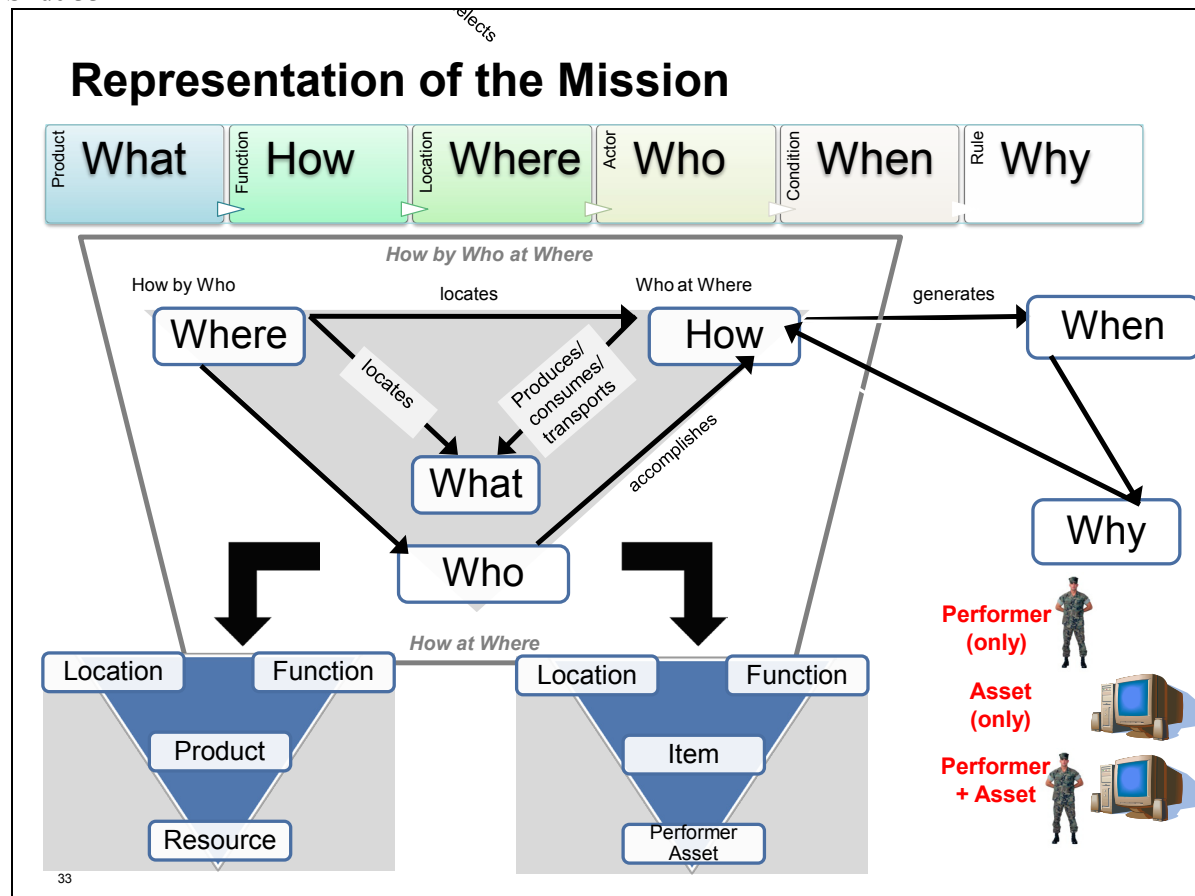 elects
Representation of the Mission
Product
What
Function
How
Location
Where
Actor
Who
Condition
When
Rule
Why
How by Who at Where
How by Who
locates
Who at Where
generates
Where
How
When
locates
Produces/
consumes/
transports
accomplishes
What
Why
Who
How at Where
Performer
(only)
Location
Function
Location
Function
Asset
(only)
Product
Item
Performer
+ Asset
Resource
Performer
Asset
33